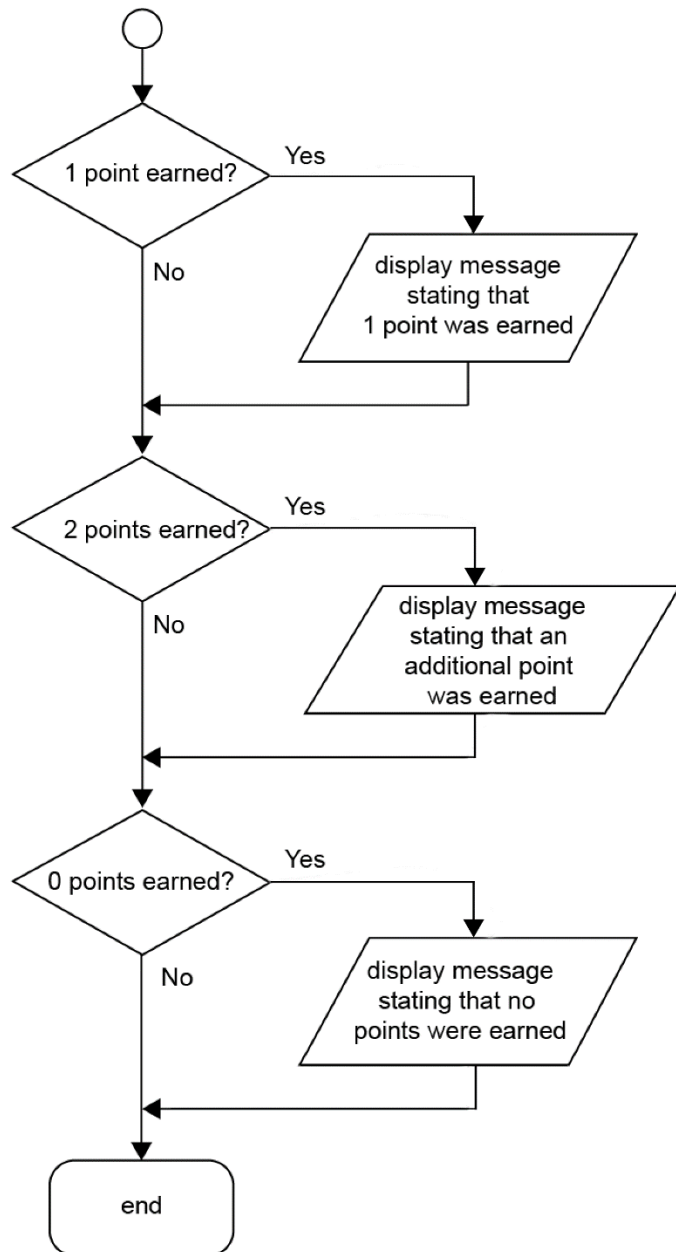 1 point earned?
Yes
display message
stating that
1 point was earned
No
2 points earned?
Yes
display message
stating that an
additional point
was earned
No
0 points earned?
Yes
display message
stating that no
points were earned
No
end